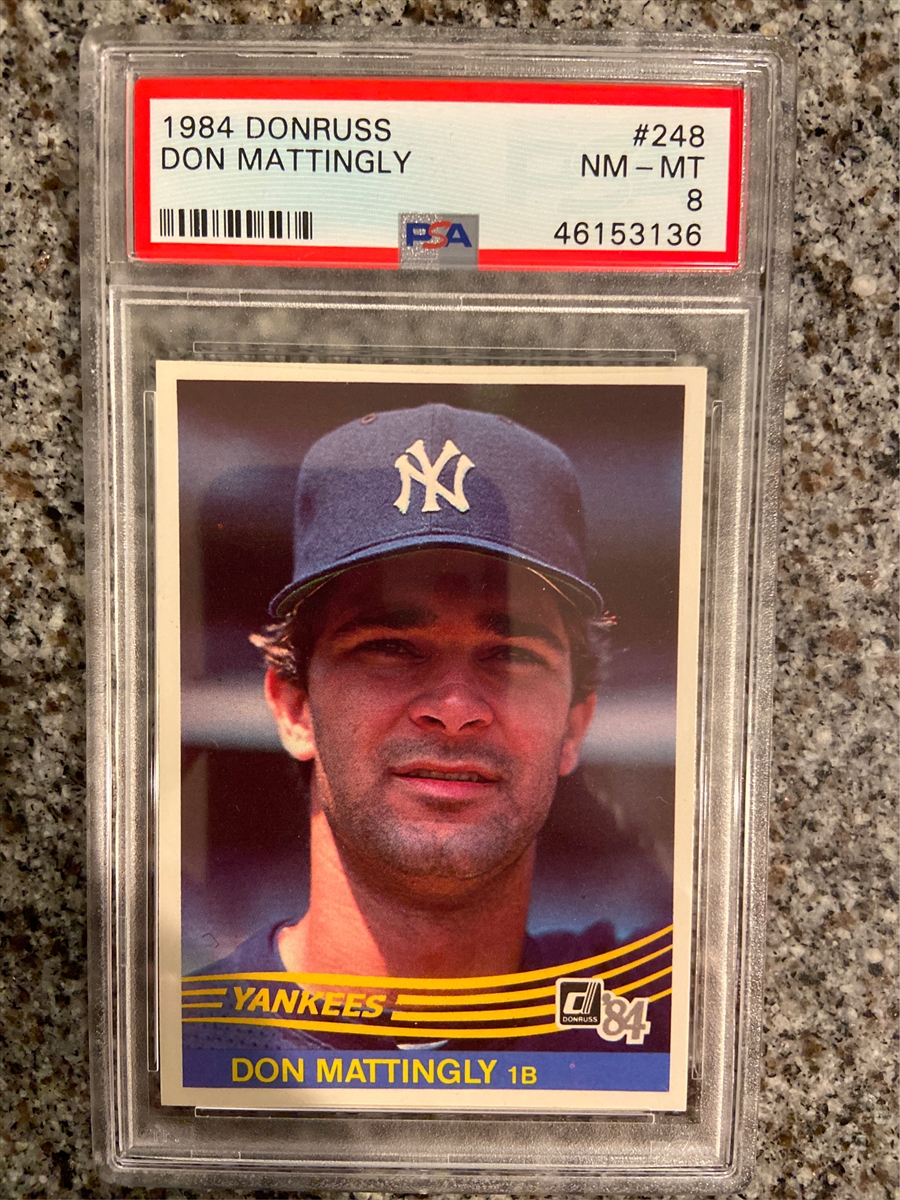 1984 DONRUSS #248
DON MATTINGLY NM - MT
8
PSA 46153136
NY
YANKEES
d
DONRUSS
'84
DON MATTINGLY 1B